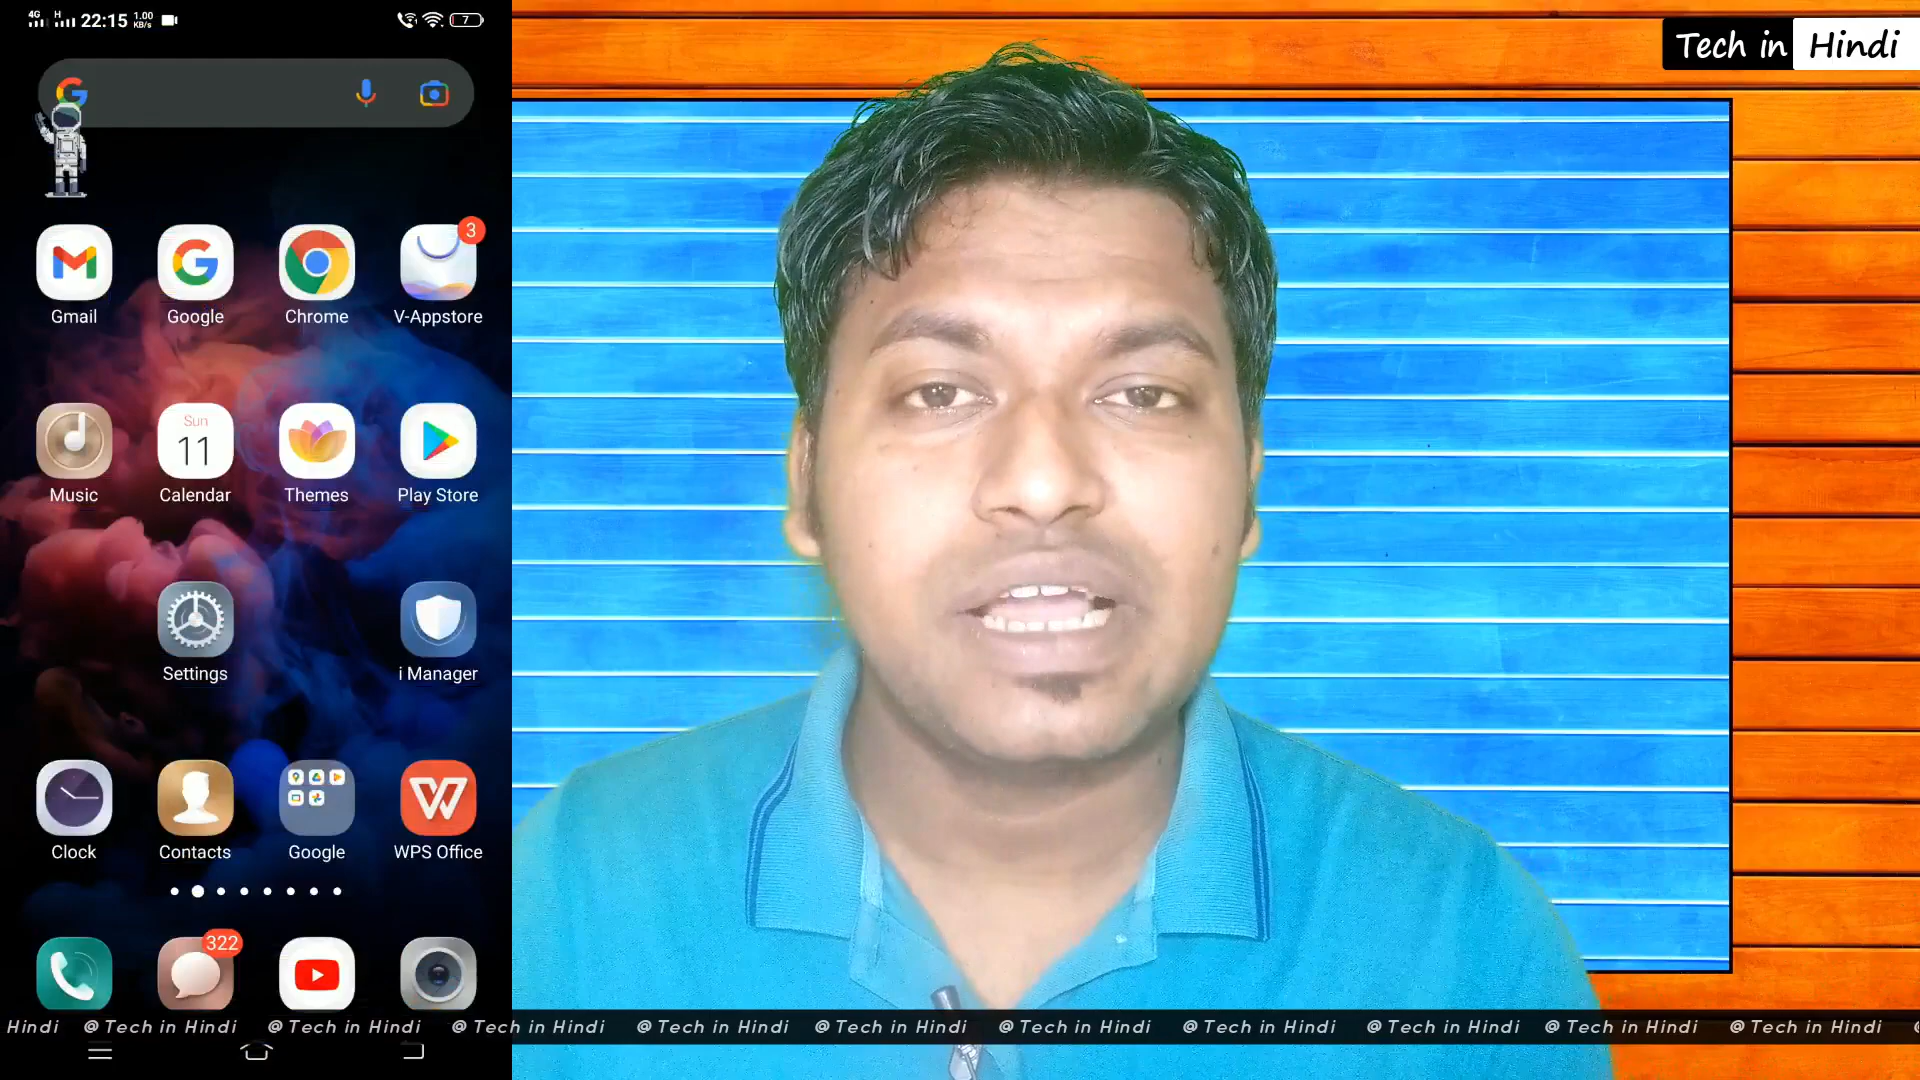 4G H 22:15 1.00 KB/s 7
Tech in Hindi
3
Gmail Google Chrome V-Appstore
Sun
11
Music Calendar Themes Play Store
Settings i Manager
Clock Contacts Google WPS Office
322
Hindi @Tech in Hindi @Tech in Hindi @Tech in Hindi @Tech in Hindi @Tech in Hindi @Tech in Hindi @Tech in Hindi @Tech in Hindi @Tech in Hindi @Tech in Hindi